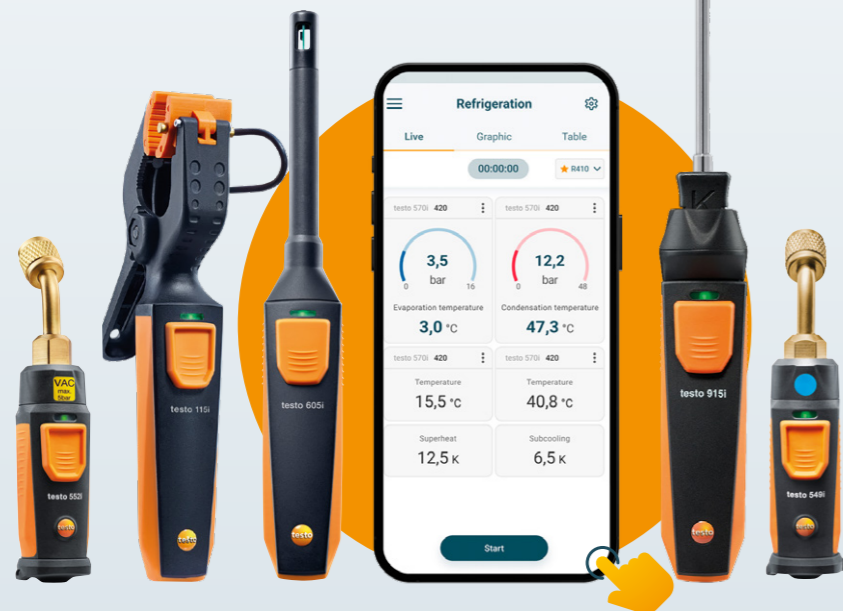 Refrigeration
Live Graphic Table
00:00:00 R410
testo 570i 420 testo 570i 420
3,5 12,2
bar bar
0 16 0 48
Evaporation temperature Condensation temperature
3,0 °C 47,3 °C
testo 570i 420 testo 570i 420
Temperature Temperature
15,5 °C 40,8 °C
Superheat Subcooling
12,5 K 6,5 K
Start
VAC
max.
5bar
testo 552i
testo
testo 115i
testo
testo 605i
testo
testo 915i
testo
testo 549i
testo